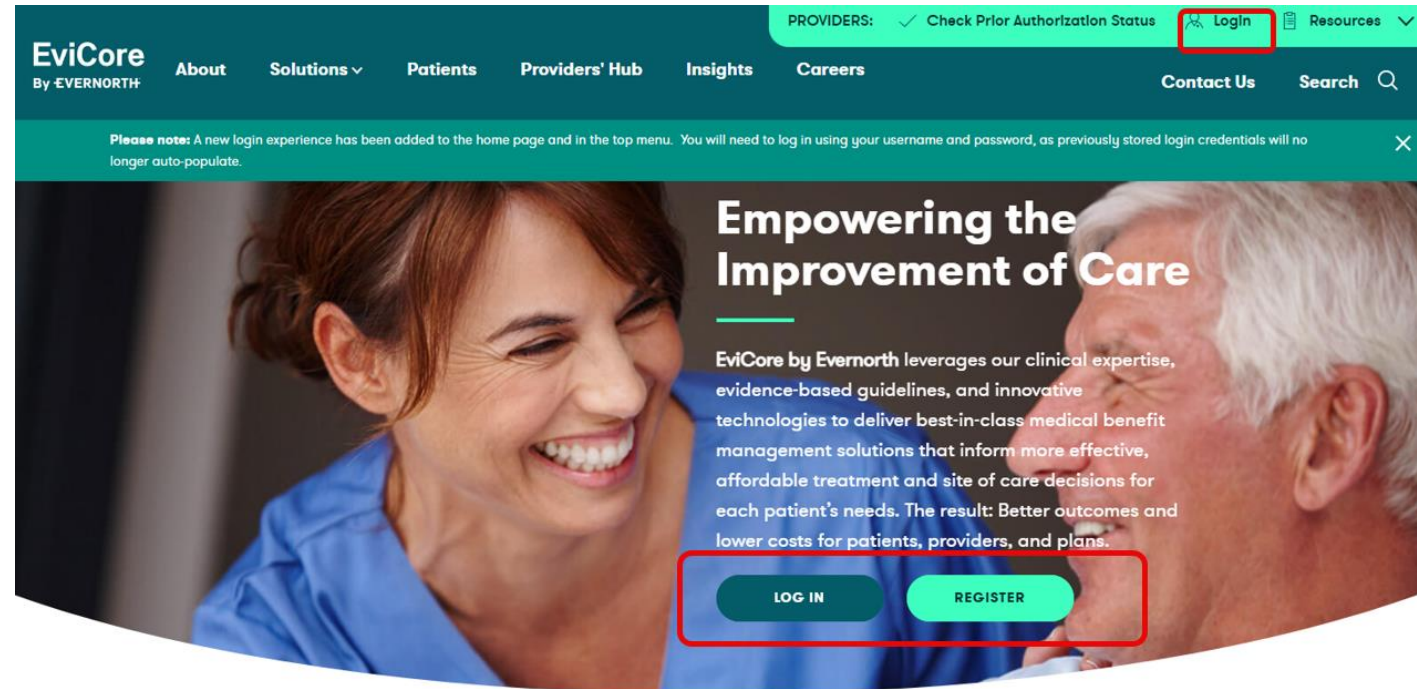 PROVIDERS: Check Prior Authorization Status Login Resources
EviCore
By EVERNORTH
About Solutions Patients Providers' Hub Insights Careers
Contact Us Search
Please note: A new login experience has been added to the home page and in the top menu. You will need to log in using your username and password, as previously stored login credentials will no
longer auto-populate.
Empowering the
Improvement of Care
EviCore by Evernorth leverages our clinical expertise,
evidence-based guidelines, and innovative
technologies to deliver best-in-class medical benefit
management solutions that inform more effective,
affordable treatment and site of care decisions for
each patient's needs. The result: Better outcomes and
lower costs for patients, providers, and plans.
LOG IN REGISTER